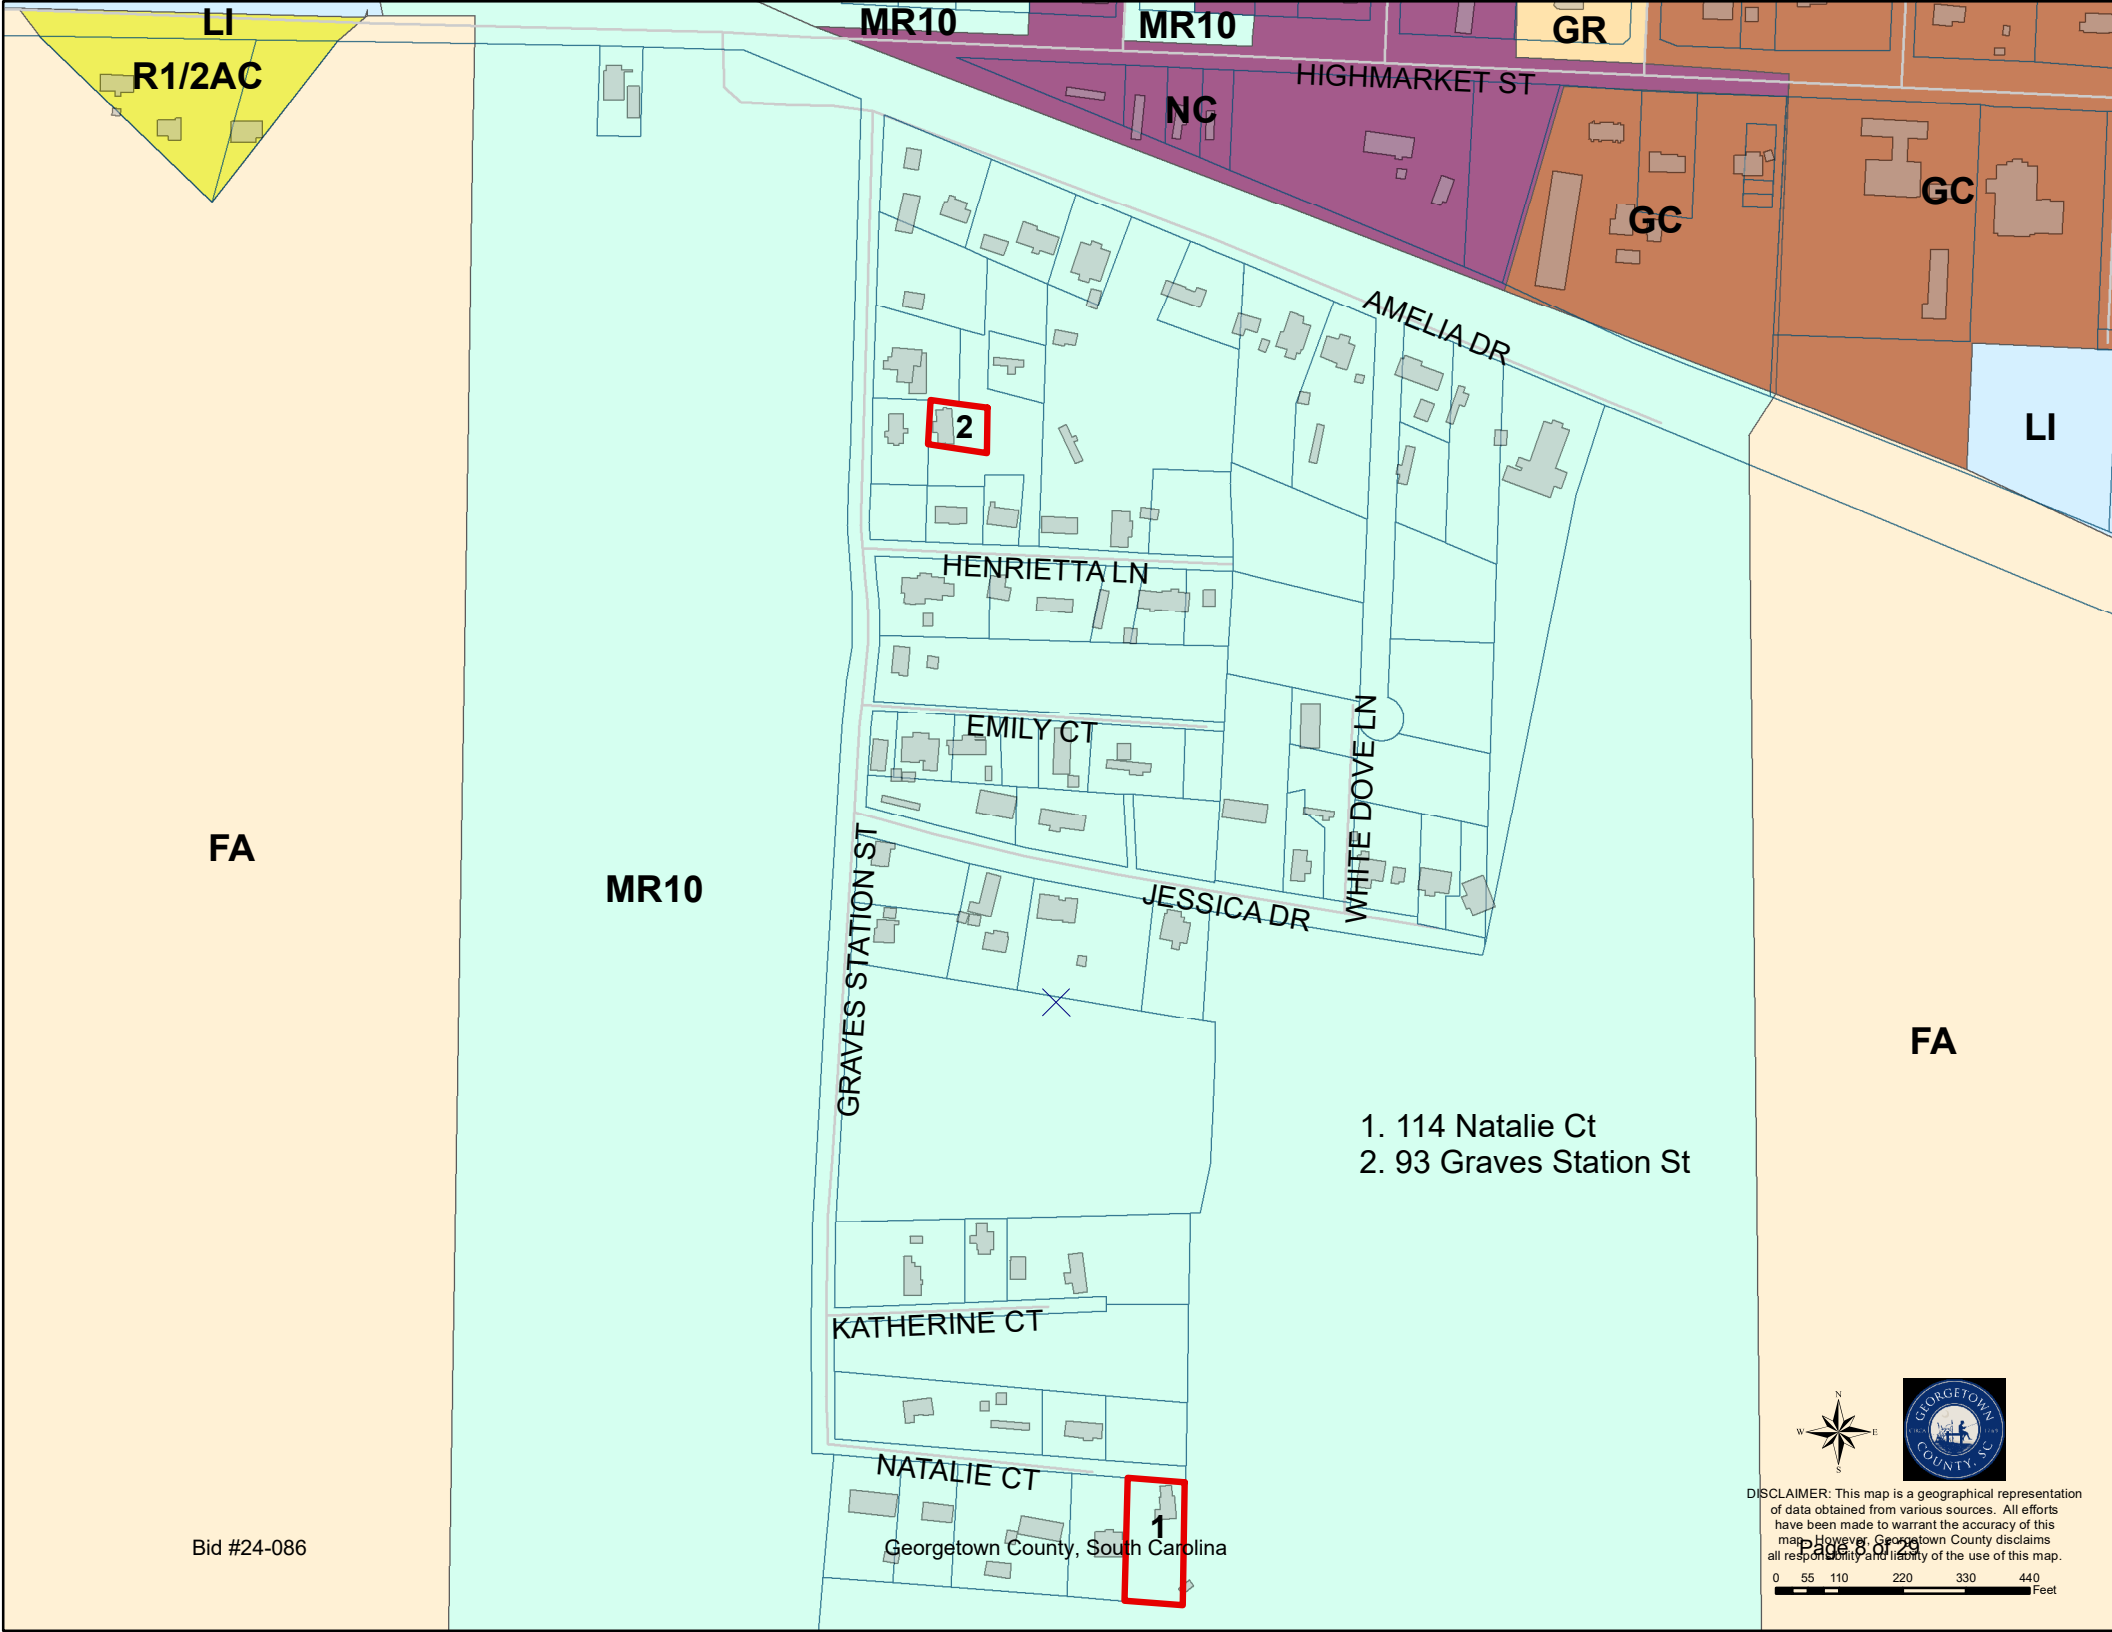 LI
MR10
MR10
GR
R1/2AC
HIGHMARKET ST
NC
GC
GC
AMELIA DR
2
LI
HENRIETTA LN
EMILY CT
WHITE DOVE LN
FA
MR10
GRAVES STATION ST
JESSICA DR
FA
1. 114 Natalie Ct
2. 93 Graves Station St
KATHERINE CT
NATALIE CT
1
N
W
E
S
GEORGETOWN
COUNTY, SC
DISCLAIMER: This map is a geographical representation
of data obtained from various sources. All efforts
have been made to warrant the accuracy of this
map. However, Georgetown County disclaims
all responsibility and liability of the use of this map.
Bid #24-086
Georgetown County, South Carolina
Page 8 of 29
0 55 110 220 330 440
Feet